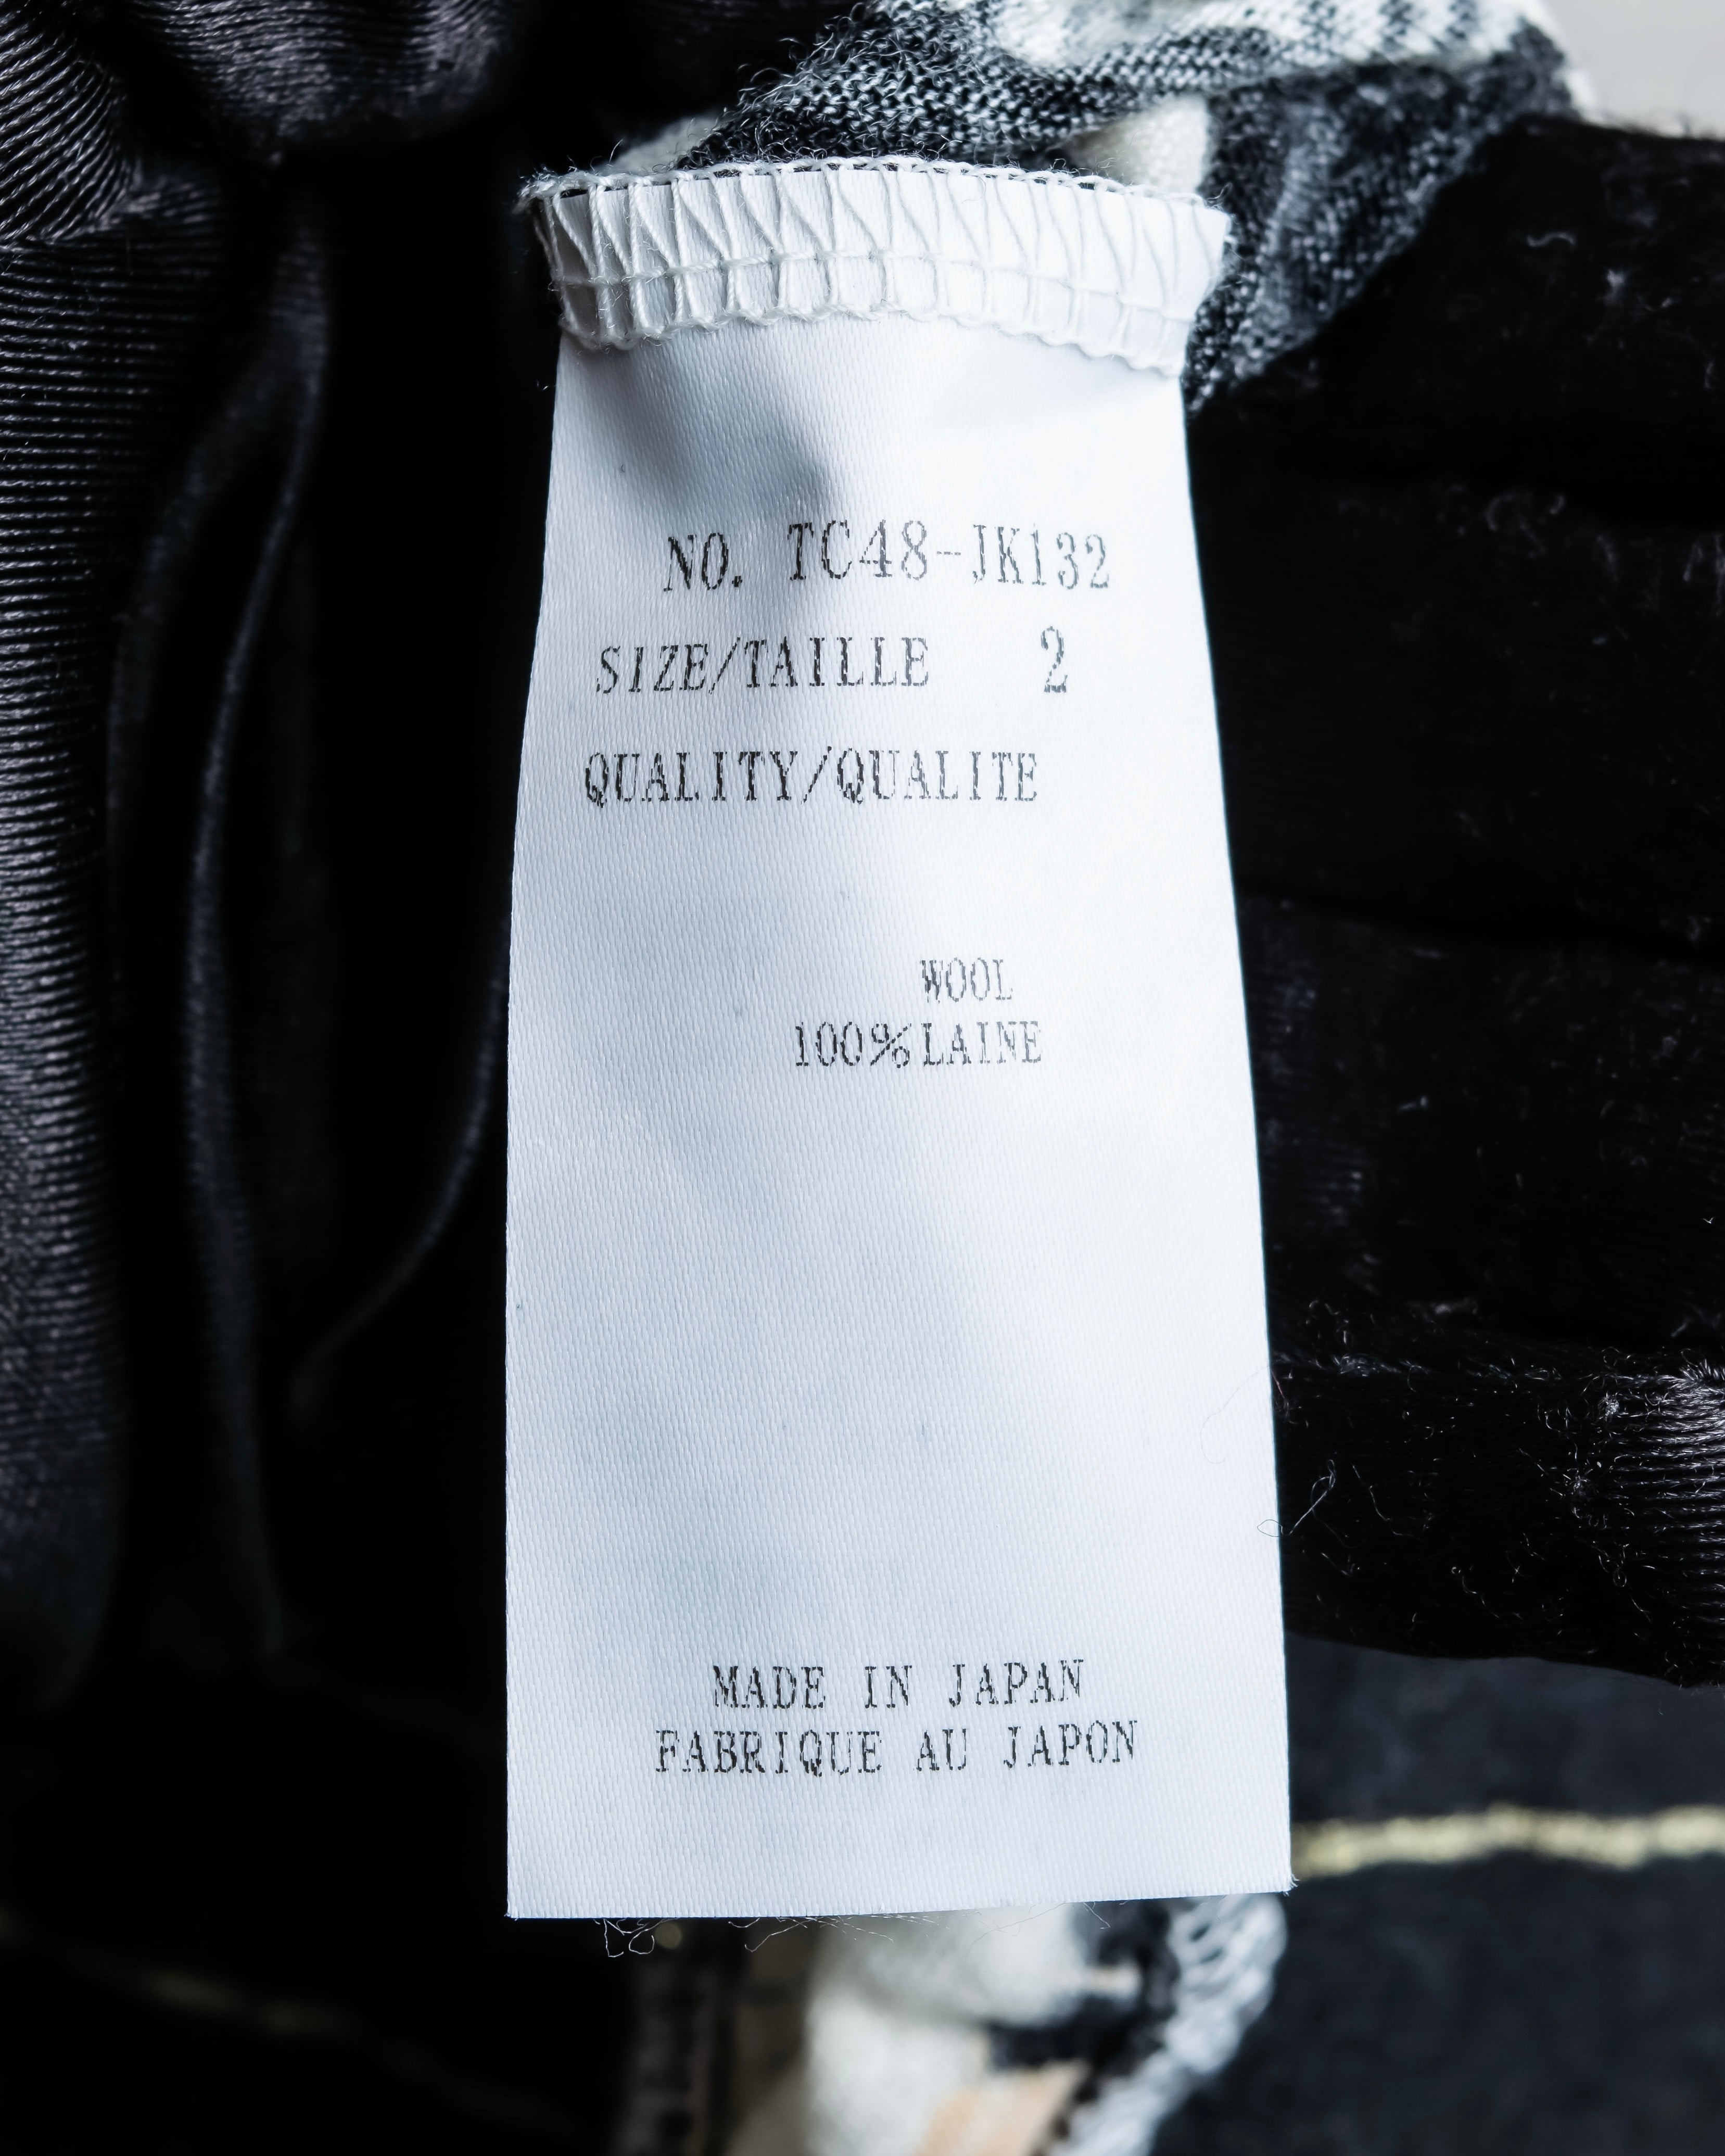 NO. TC48-JK132
SIZE/TAILLE 2
QUALITY/QUALITE
WOOL
100%LAINE
MADE IN JAPAN
FABRIQUE AU JAPON